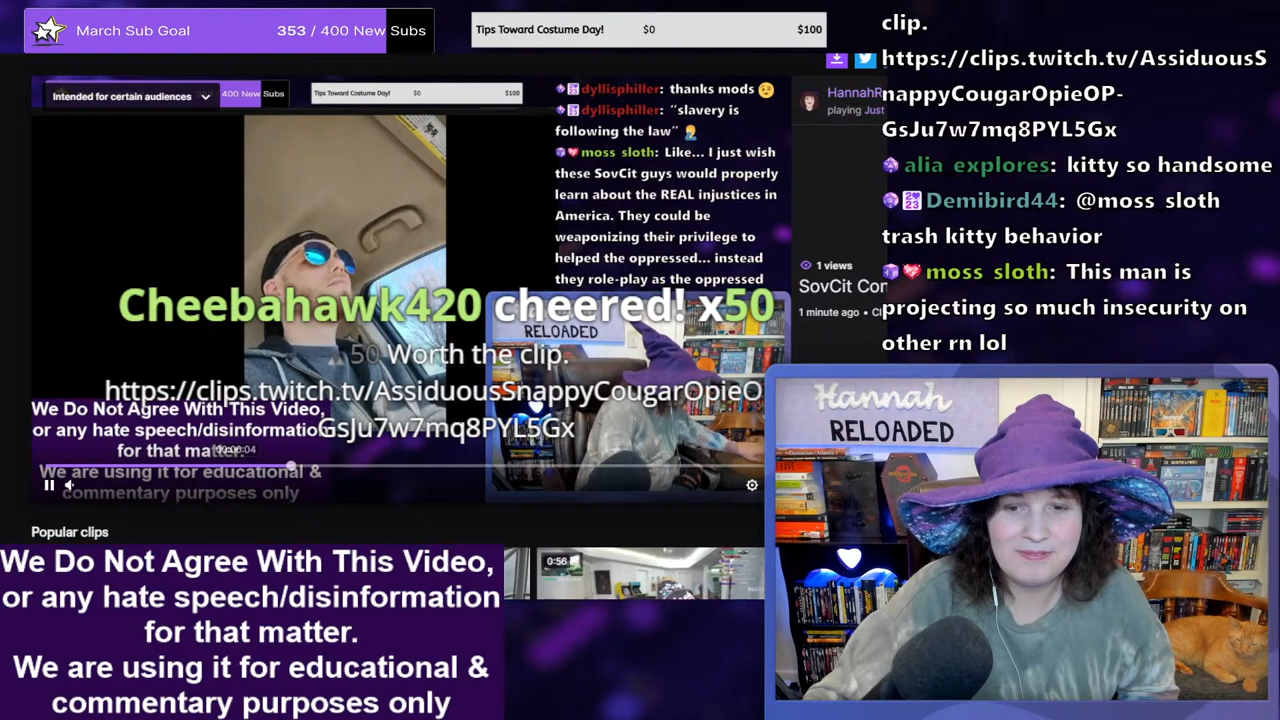 March Sub Goal
353 / 400 New Subs
Tips Toward Costume Day!
$0
$100
Intended for certain audiences
400 New Subs
Tips Toward Costume Day!
$0
$100
dyllisphiller: thanks mods
dyllisphiller: “slavery is
following the law”
moss sloth: Like... I just wish
these SovCit guys would properly
learn about the REAL injustices in
America. They could be
weaponizing their privilege to
helped the oppressed... instead
they role-play as the oppressed
HannahR
playing Just
1 views
SovCit Con
1 minute ago
Cheebahawk420 cheered! x50
50 Worth the clip.
https://clips.twitch.tv/AssiduousSnappyCougarOpieO
GsJu7w7mq8PYL5Gx
RELOADED
We Do Not Agree With This Video,
or any hate speech/disinformation
for that matter.
We are using it for educational &
commentary purposes only
00:00:04
Popular clips
0:56
We Do Not Agree With This Video,
or any hate speech/disinformation
for that matter.
We are using it for educational &
commentary purposes only
clip.
https://clips.twitch.tv/AssiduousS
nappyCougarOpieOP-
GsJu7w7mq8PYL5Gx
alia explores: kitty so handsome
Demibird44: @moss sloth
trash kitty behavior
moss sloth: This man is
projecting so much insecurity on
other rn lol
Hannah
RELOADED